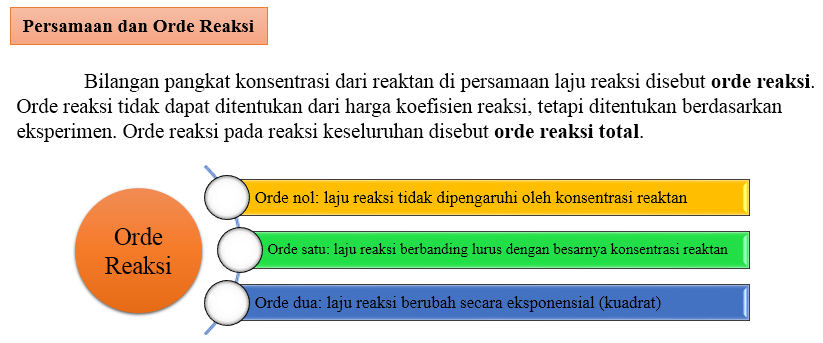 Persamaan dan Orde Reaksi
Bilangan pangkat konsentrasi dari reaktan di persamaan laju reaksi disebut orde reaksi.
Orde reaksi tidak dapat ditentukan dari harga koefisien reaksi, tetapi ditentukan berdasarkan
eksperimen. Orde reaksi pada reaksi keseluruhan disebut orde reaksi total.
Orde
Reaksi
Orde nol: laju reaksi tidak dipengaruhi oleh konsentrasi reaktan
Orde satu: laju reaksi berbanding lurus dengan besarnya konsentrasi reaktan
Orde dua: laju reaksi berubah secara eksponensial (kuadrat)